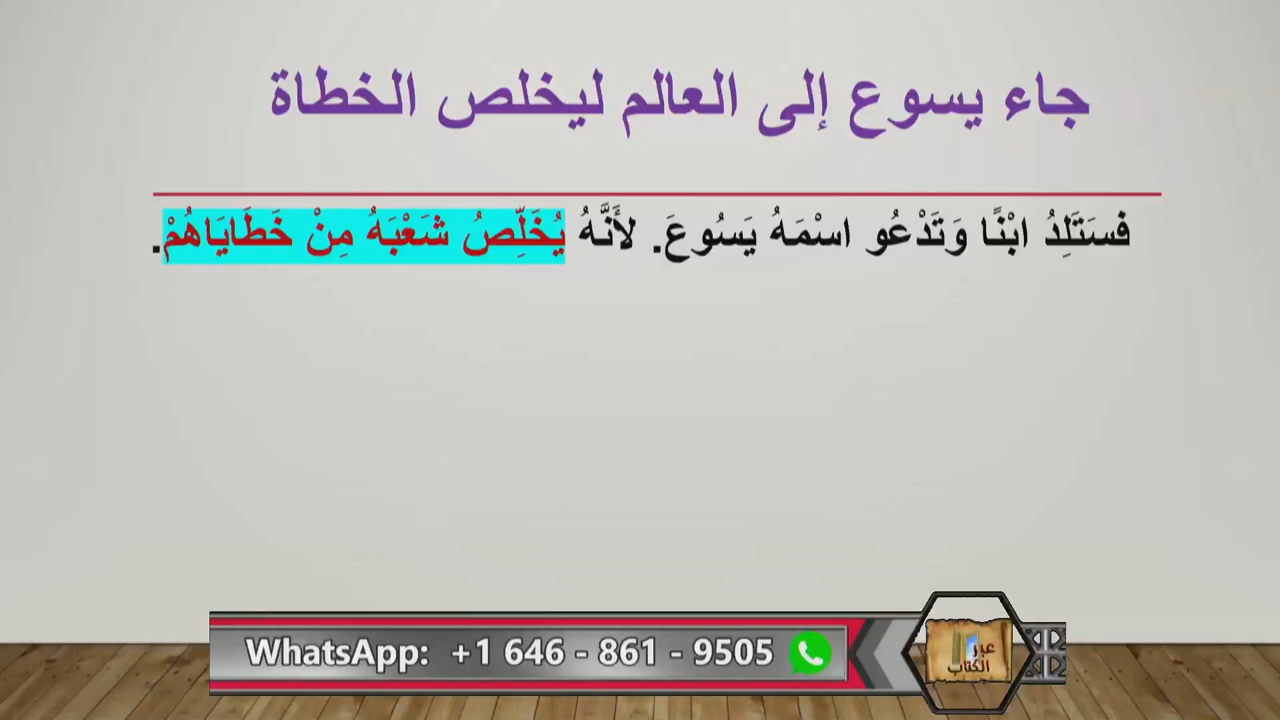 جاء يسوع إلى العالم ليخلص الخطاة
فَسَتَلِدُ ابْنًا وَتَدْعُو اسْمَهُ يَسُوعَ. لأَنَّهُ يُخَلِّصُ شَعْبَهُ مِنْ خَطَايَاهُمْ.
WhatsApp: +1 646 - 861 - 9505
عبر
الكتاب